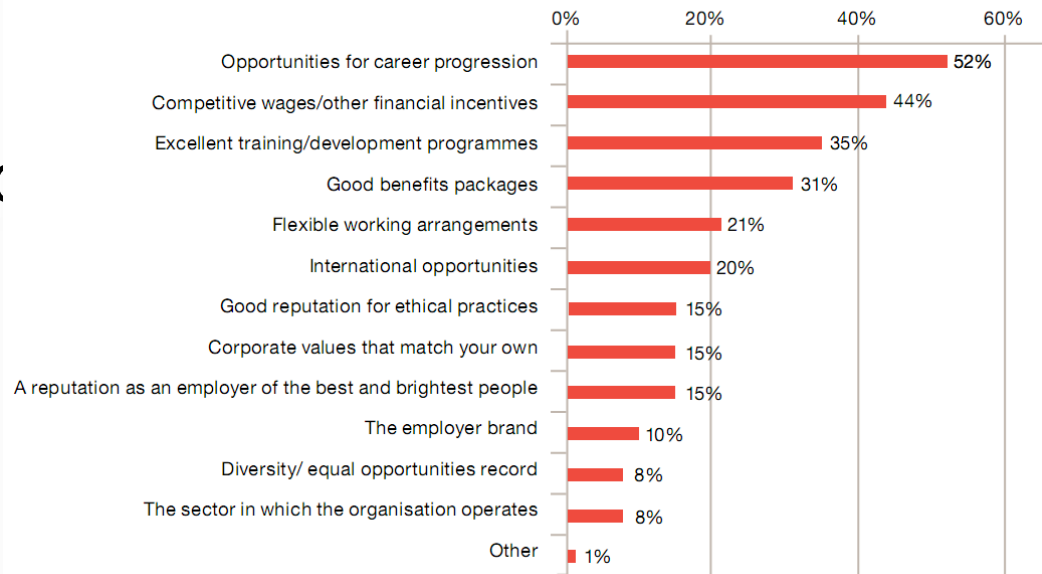 0% 20% 40% 60%
Opportunities for career progression 52%
Competitive wages/other financial incentives 44%
Excellent training/development programmes 35%
Good benefits packages 31%
Flexible working arrangements 21%
International opportunities 20%
Good reputation for ethical practices 15%
Corporate values that match your own 15%
A reputation as an employer of the best and brightest people 15%
The employer brand 10%
Diversity/ equal opportunities record 8%
The sector in which the organisation operates 8%
Other 1%